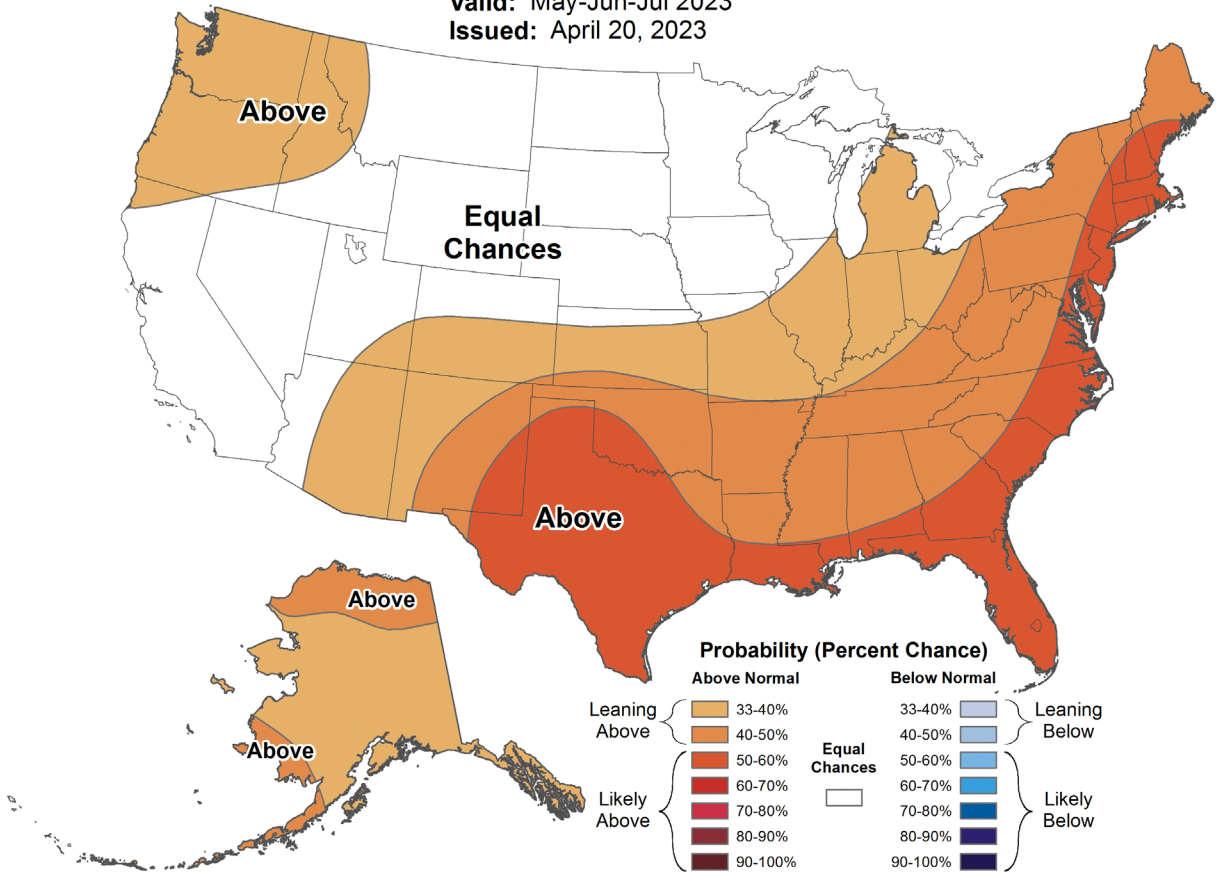 Valid: May-Jun-Jul 2023
Issued: April 20, 2023
Above
Equal
Chances
Above
Above
Above
Probability (Percent Chance)
Above Normal
Below Normal
Leaning
Above
33-40%
40-50%
50-60%
60-70%
70-80%
80-90%
90-100%
Likely
Above
Equal
Chances
33-40%
40-50%
50-60%
60-70%
70-80%
80-90%
90-100%
Leaning
Below
Likely
Below